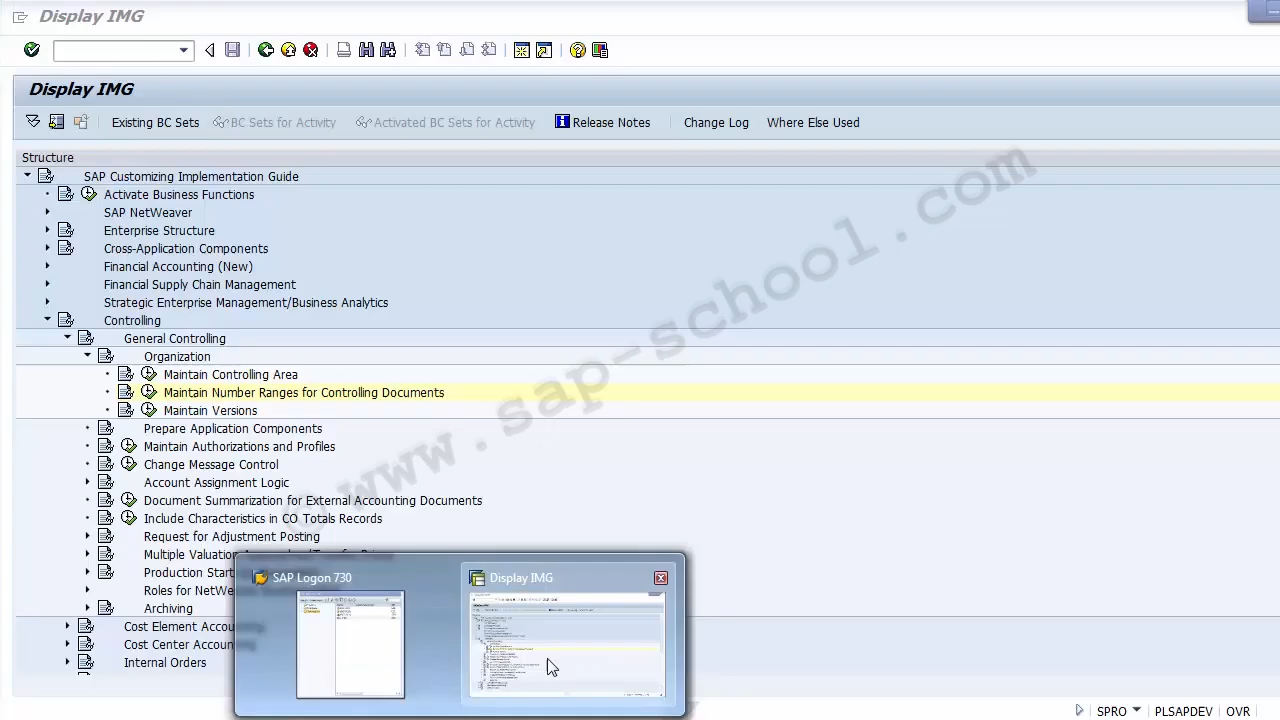 Display IMG
Display IMG
Existing BC Sets BC Sets for Activity Activated BC Sets for Activity Release Notes Change Log Where Else Used
Structure
SAP Customizing Implementation Guide
Activate Business Functions
SAP NetWeaver
Enterprise Structure
Cross-Application Components
Financial Accounting (New)
Financial Supply Chain Management
Strategic Enterprise Management/Business Analytics
Controlling
General Controlling
Organization
Maintain Controlling Area
Maintain Number Ranges for Controlling Documents
Maintain Versions
Prepare Application Components
Maintain Authorizations and Profiles
Change Message Control
Account Assignment Logic
Document Summarization for External Accounting Documents
Include Characteristics in CO Totals Records
Request for Adjustment Posting
Multiple Valuation
Production Start
Roles for NetWe
Archiving
Cost Element Accou
Cost Center Accou
Internal Orders
SAP Logon 730 Display IMG
SPRO PLSAPDEV OVR
© www.sap-school.com